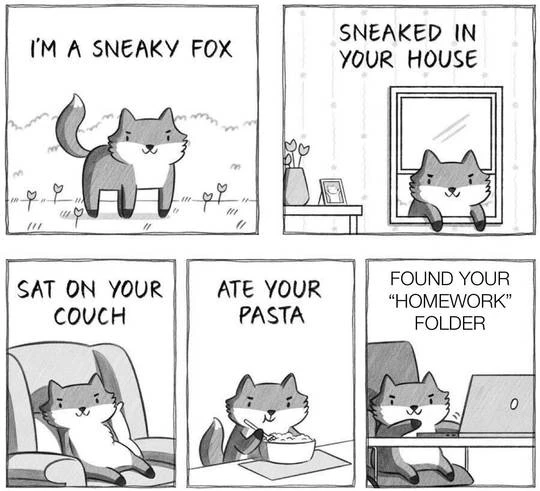 I'M A SNEAKY FOX
SNEAKED IN
YOUR HOUSE
SAT ON YOUR
COUCH
ATE YOUR
PASTA
FOUND YOUR
“HOMEWORK”
FOLDER